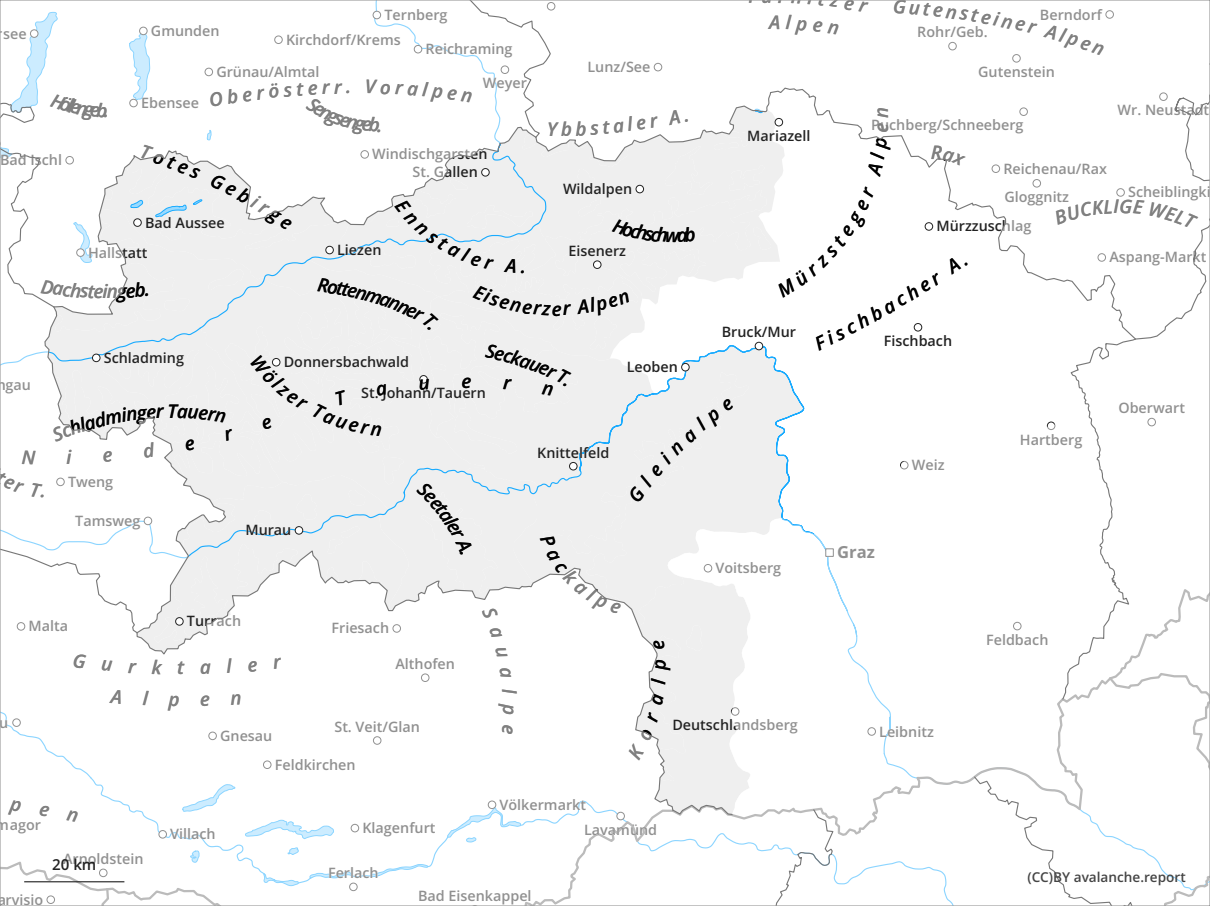 Ternberg
Gutensteiner Alpen
Alpen
Berndorf
Gmunden
Kirchdorf/Krems
Reichraming
Rohr/Geb.
Grünau/Almtal
Weyer
Lunz/See
Gutenstein
Oberösterr. Voralpen
Ebensee
Höllengeb.
Sengsengeb.
Ybbstaler A.
Mariazell
Puchberg/Schneeberg
Wr. Neustadt
Bad Ischl
Totes Gebirge
Windischgarsten
St. Gallen
Rax
Reichenau/Rax
Gloggnitz
Scheiblingki
Wildalpen
BUCKLIGE WELT
Bad Aussee
Ennstaler A.
Hochschwab
Mürzsteger Alpen
Mürzzuschlag
Hallstatt
Liezen
Eisenerz
Aspang-Markt
Dachsteingeb.
Rottenmanner T.
Eisenerzer Alpen
Fischbacher A.
Bruck/Mur
Fischbach
Schladming
Donnersbachwald
Seckauer T.
Leoben
Wölzer Tauern
St. Johann/Tauern
Schladminger Tauern
Niedere Tauern
Gleinalpe
Oberwart
Hartberg
Knittelfeld
Weiz
ter T.
Tweng
Seetaler A.
Tamsweg
Murau
Packalpe
Graz
Voitsberg
Malta
Turrach
Friesach
Saualpe
Feldbach
Gurktaler
Alpen
Althofen
Koralpe
Gnesau
St. Veit/Glan
Deutschlandsberg
Leibnitz
Feldkirchen
pen
Völkermarkt
magor
Villach
Klagenfurt
Lavamünd
Arnoldstein
20 km
Ferlach
(CC)BY avalanche.report
arvisio
Bad Eisenkappel